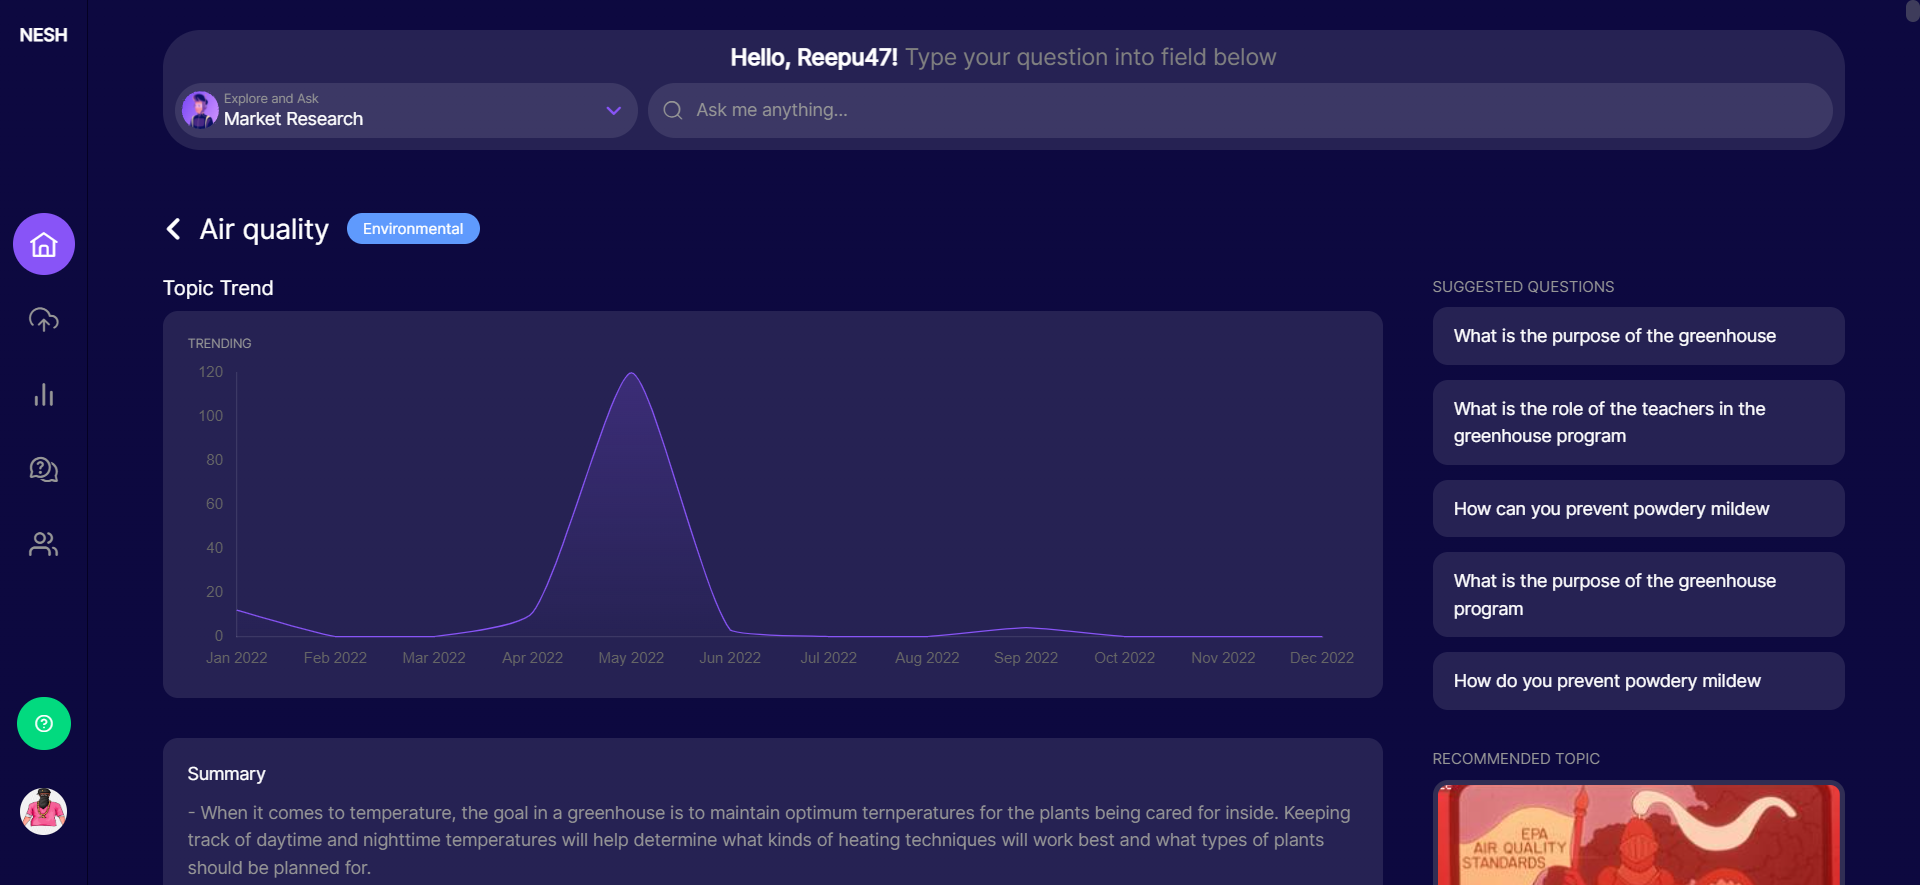 NESH
Hello, Reepu47! Type your question into field below
Explore and Ask
Market Research
Ask me anything...
Air quality
Environmental
Topic Trend
TRENDING
120
100
80
60
40
20
0
Jan 2022 Feb 2022 Mar 2022 Apr 2022 May 2022 Jun 2022 Jul 2022 Aug 2022 Sep 2022 Oct 2022 Nov 2022 Dec 2022
Summary
- When it comes to temperature, the goal in a greenhouse is to maintain optimum ternperatures for the plants being cared for inside. Keeping
track of daytime and nighttime temperatures will help determine what kinds of heating techniques will work best and what types of plants
should be planned for.
SUGGESTED QUESTIONS
What is the purpose of the greenhouse
What is the role of the teachers in the
greenhouse program
How can you prevent powdery mildew
What is the purpose of the greenhouse
program
How do you prevent powdery mildew
RECOMMENDED TOPIC
EPA
AIR QUALITY
STANDARDS